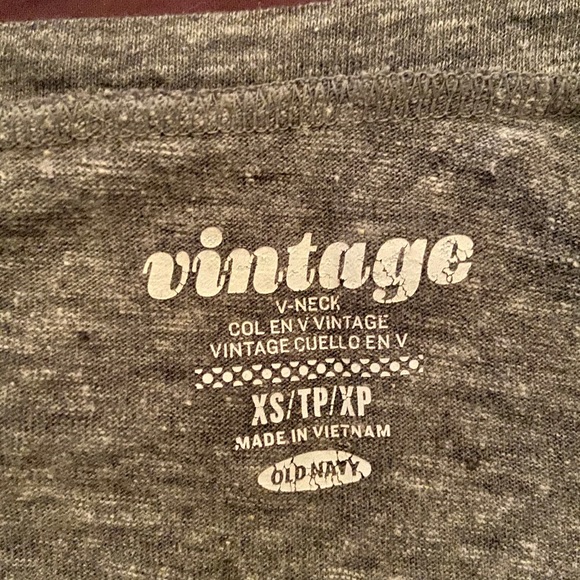 vintage
V-NECK
COL EN V VINTAGE
VINTAGE CUELLO EN V
XS/TP/XP
MADE IN VIETNAM
OLD NAVY